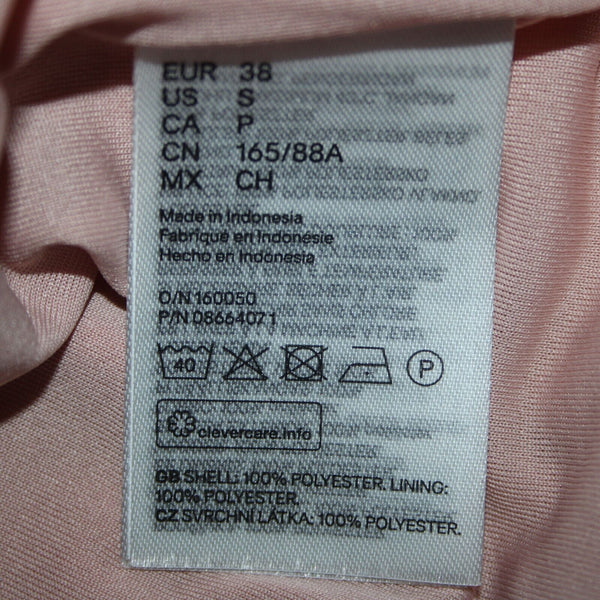 EUR 38
US S
CA P
CN 165/88A
MX CH
Made in Indonesia
Fabriqué en Indonésie
Hecho en Indonesia
O/N 160050
P/N 08664071
40 P
clevercare.info
GB SHELL: 100% POLYESTER. LINING:
100% POLYESTER.
CZ SVRCHNÍ LÁTKA: 100% POLYESTER.